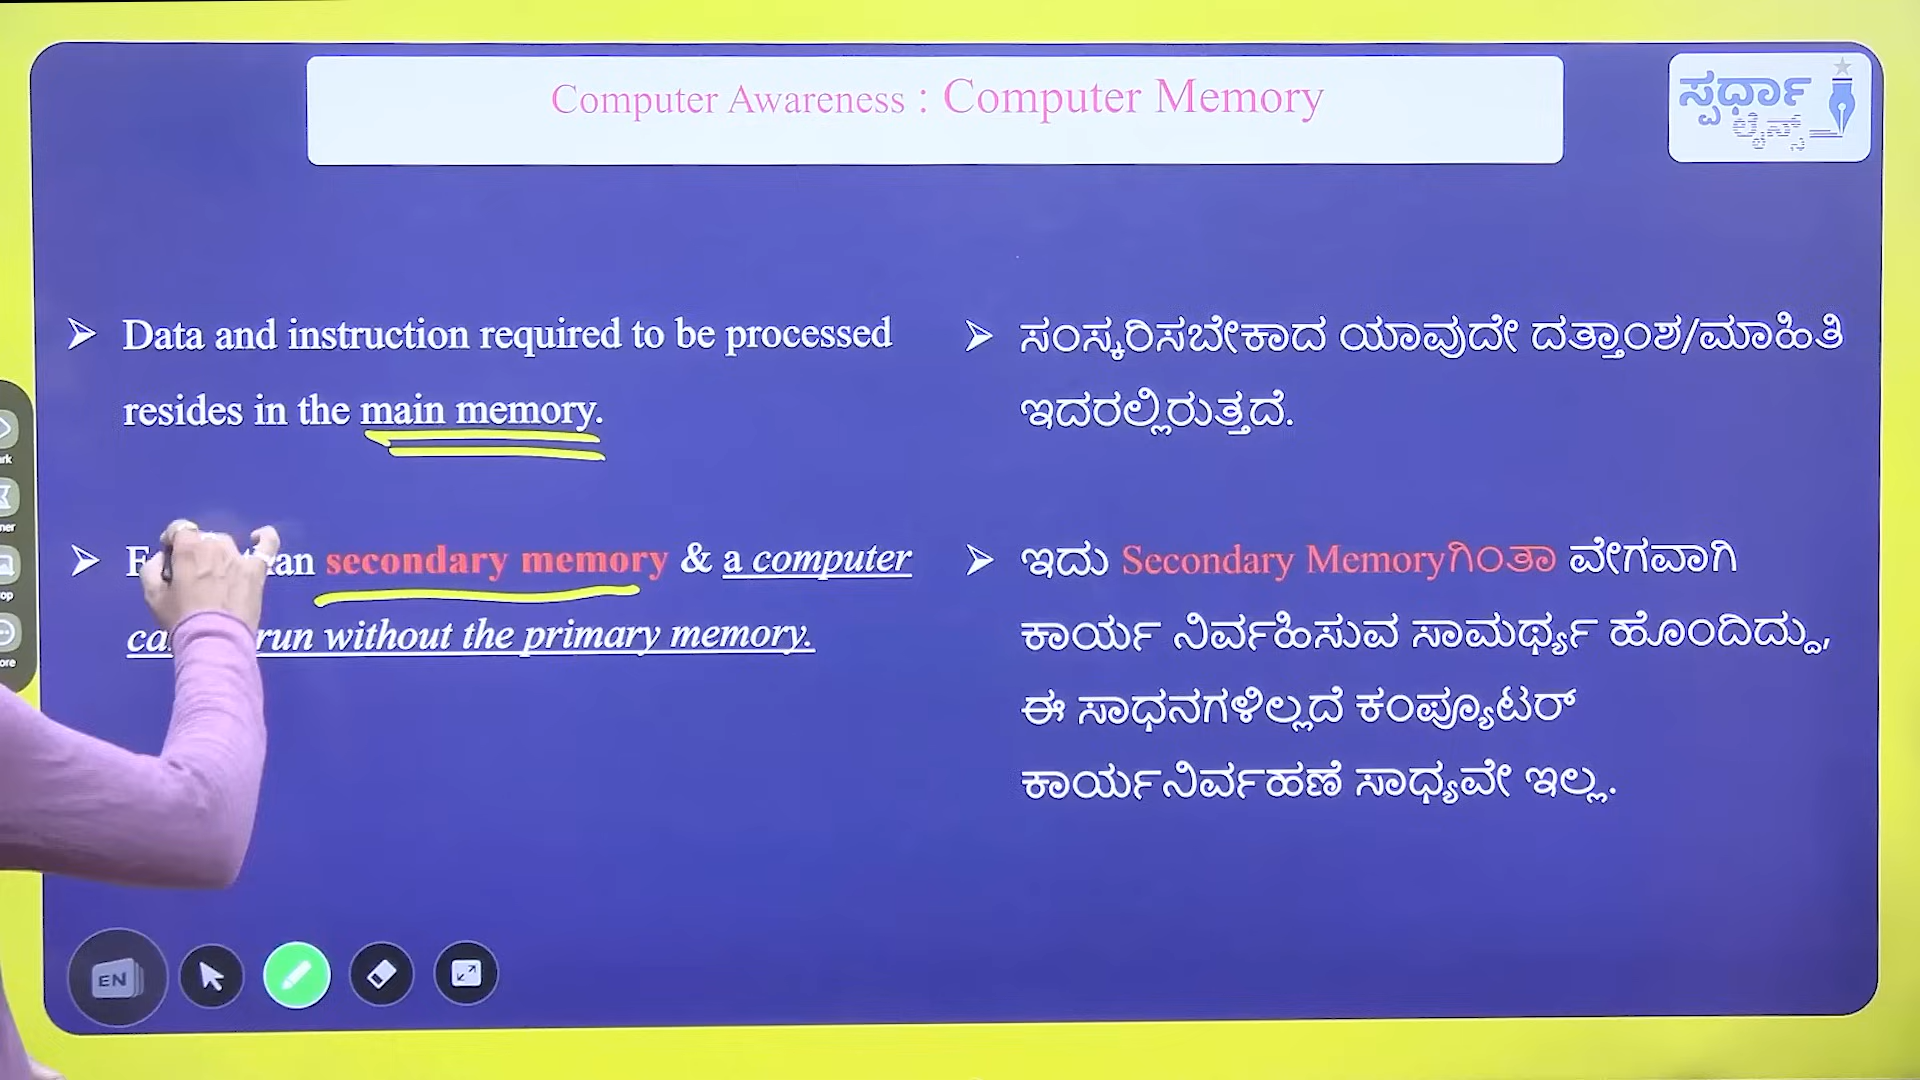 Computer Awareness : Computer Memory
ಸ್ಪರ್ಧಾ
ಲೈನ್ಸ್
➢ Data and instruction required to be processed
resides in the main memory.
➢ secondary memory & a computer
run without the primary memory.
➢ ಸಂಸ್ಕರಿಸಬೇಕಾದ ಯಾವುದೇ ದತ್ತಾಂಶ/ಮಾಹಿತಿ
ಇದರಲ್ಲಿರುತ್ತದೆ.
➢ ಇದು Secondary Memoryಗಿಂತಾ ವೇಗವಾಗಿ
ಕಾರ್ಯ ನಿರ್ವಹಿಸುವ ಸಾಮರ್ಥ್ಯ ಹೊಂದಿದ್ದು,
ಈ ಸಾಧನಗಳಿಲ್ಲದೆ ಕಂಪ್ಯೂಟರ್
ಕಾರ್ಯನಿರ್ವಹಣೆ ಸಾಧ್ಯವೇ ಇಲ್ಲ.
EN